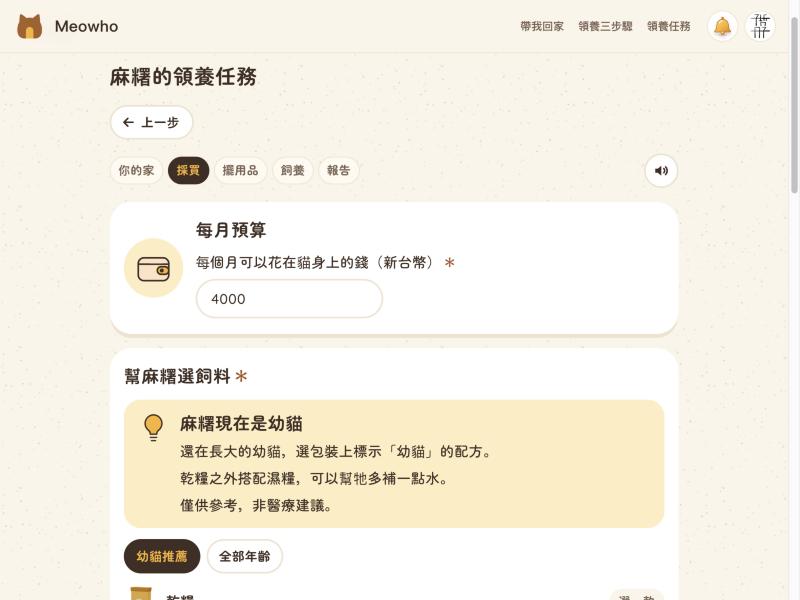 Meowho
帶我回家
領養三步驟
領養任務
麻糬的領養任務
← 上一步
你的家
採買
擺用品
飼養
報告
每月預算
每個月可以花在貓身上的錢（新台幣）＊
4000
幫麻糬選飼料＊
麻糬現在是幼貓
還在長大的幼貓，選包裝上標示「幼貓」的配方。
乾糧之外搭配濕糧，可以幫牠多補一點水。
僅供參考，非醫療建議。
幼貓推薦
全部年齡
乾糧